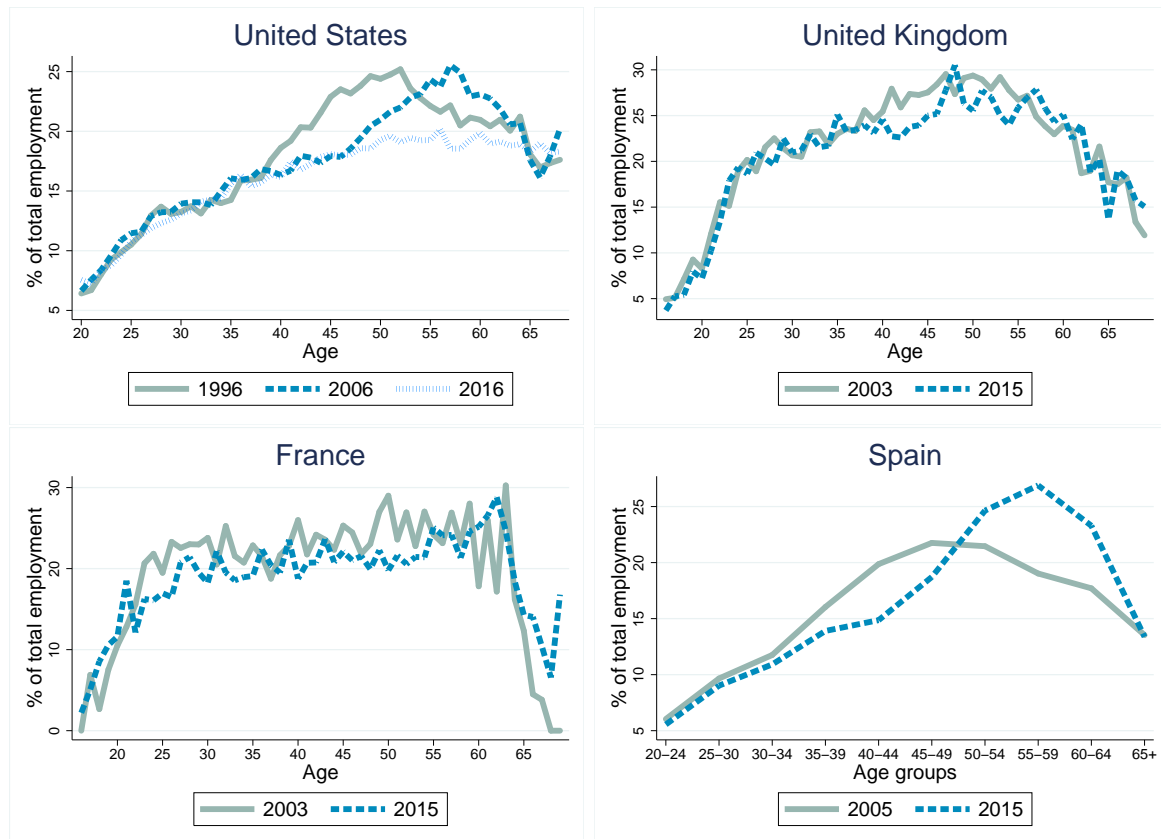 United States
% of total employment
25
20
15
10
5
20 25 30 35 40 45 50 55 60 65
Age
1996 2006 2016
United Kingdom
% of total employment
30
25
20
15
10
5
20 25 30 35 40 45 50 55 60 65
Age
2003 2015
France
% of total employment
30
20
10
0
20 25 30 35 40 45 50 55 60 65
Age
2003 2015
Spain
% of total employment
25
20
15
10
5
20–24 25–30 30–34 35–39 40–44 45–49 50–54 55–59 60–64 65+
Age groups
2005 2015